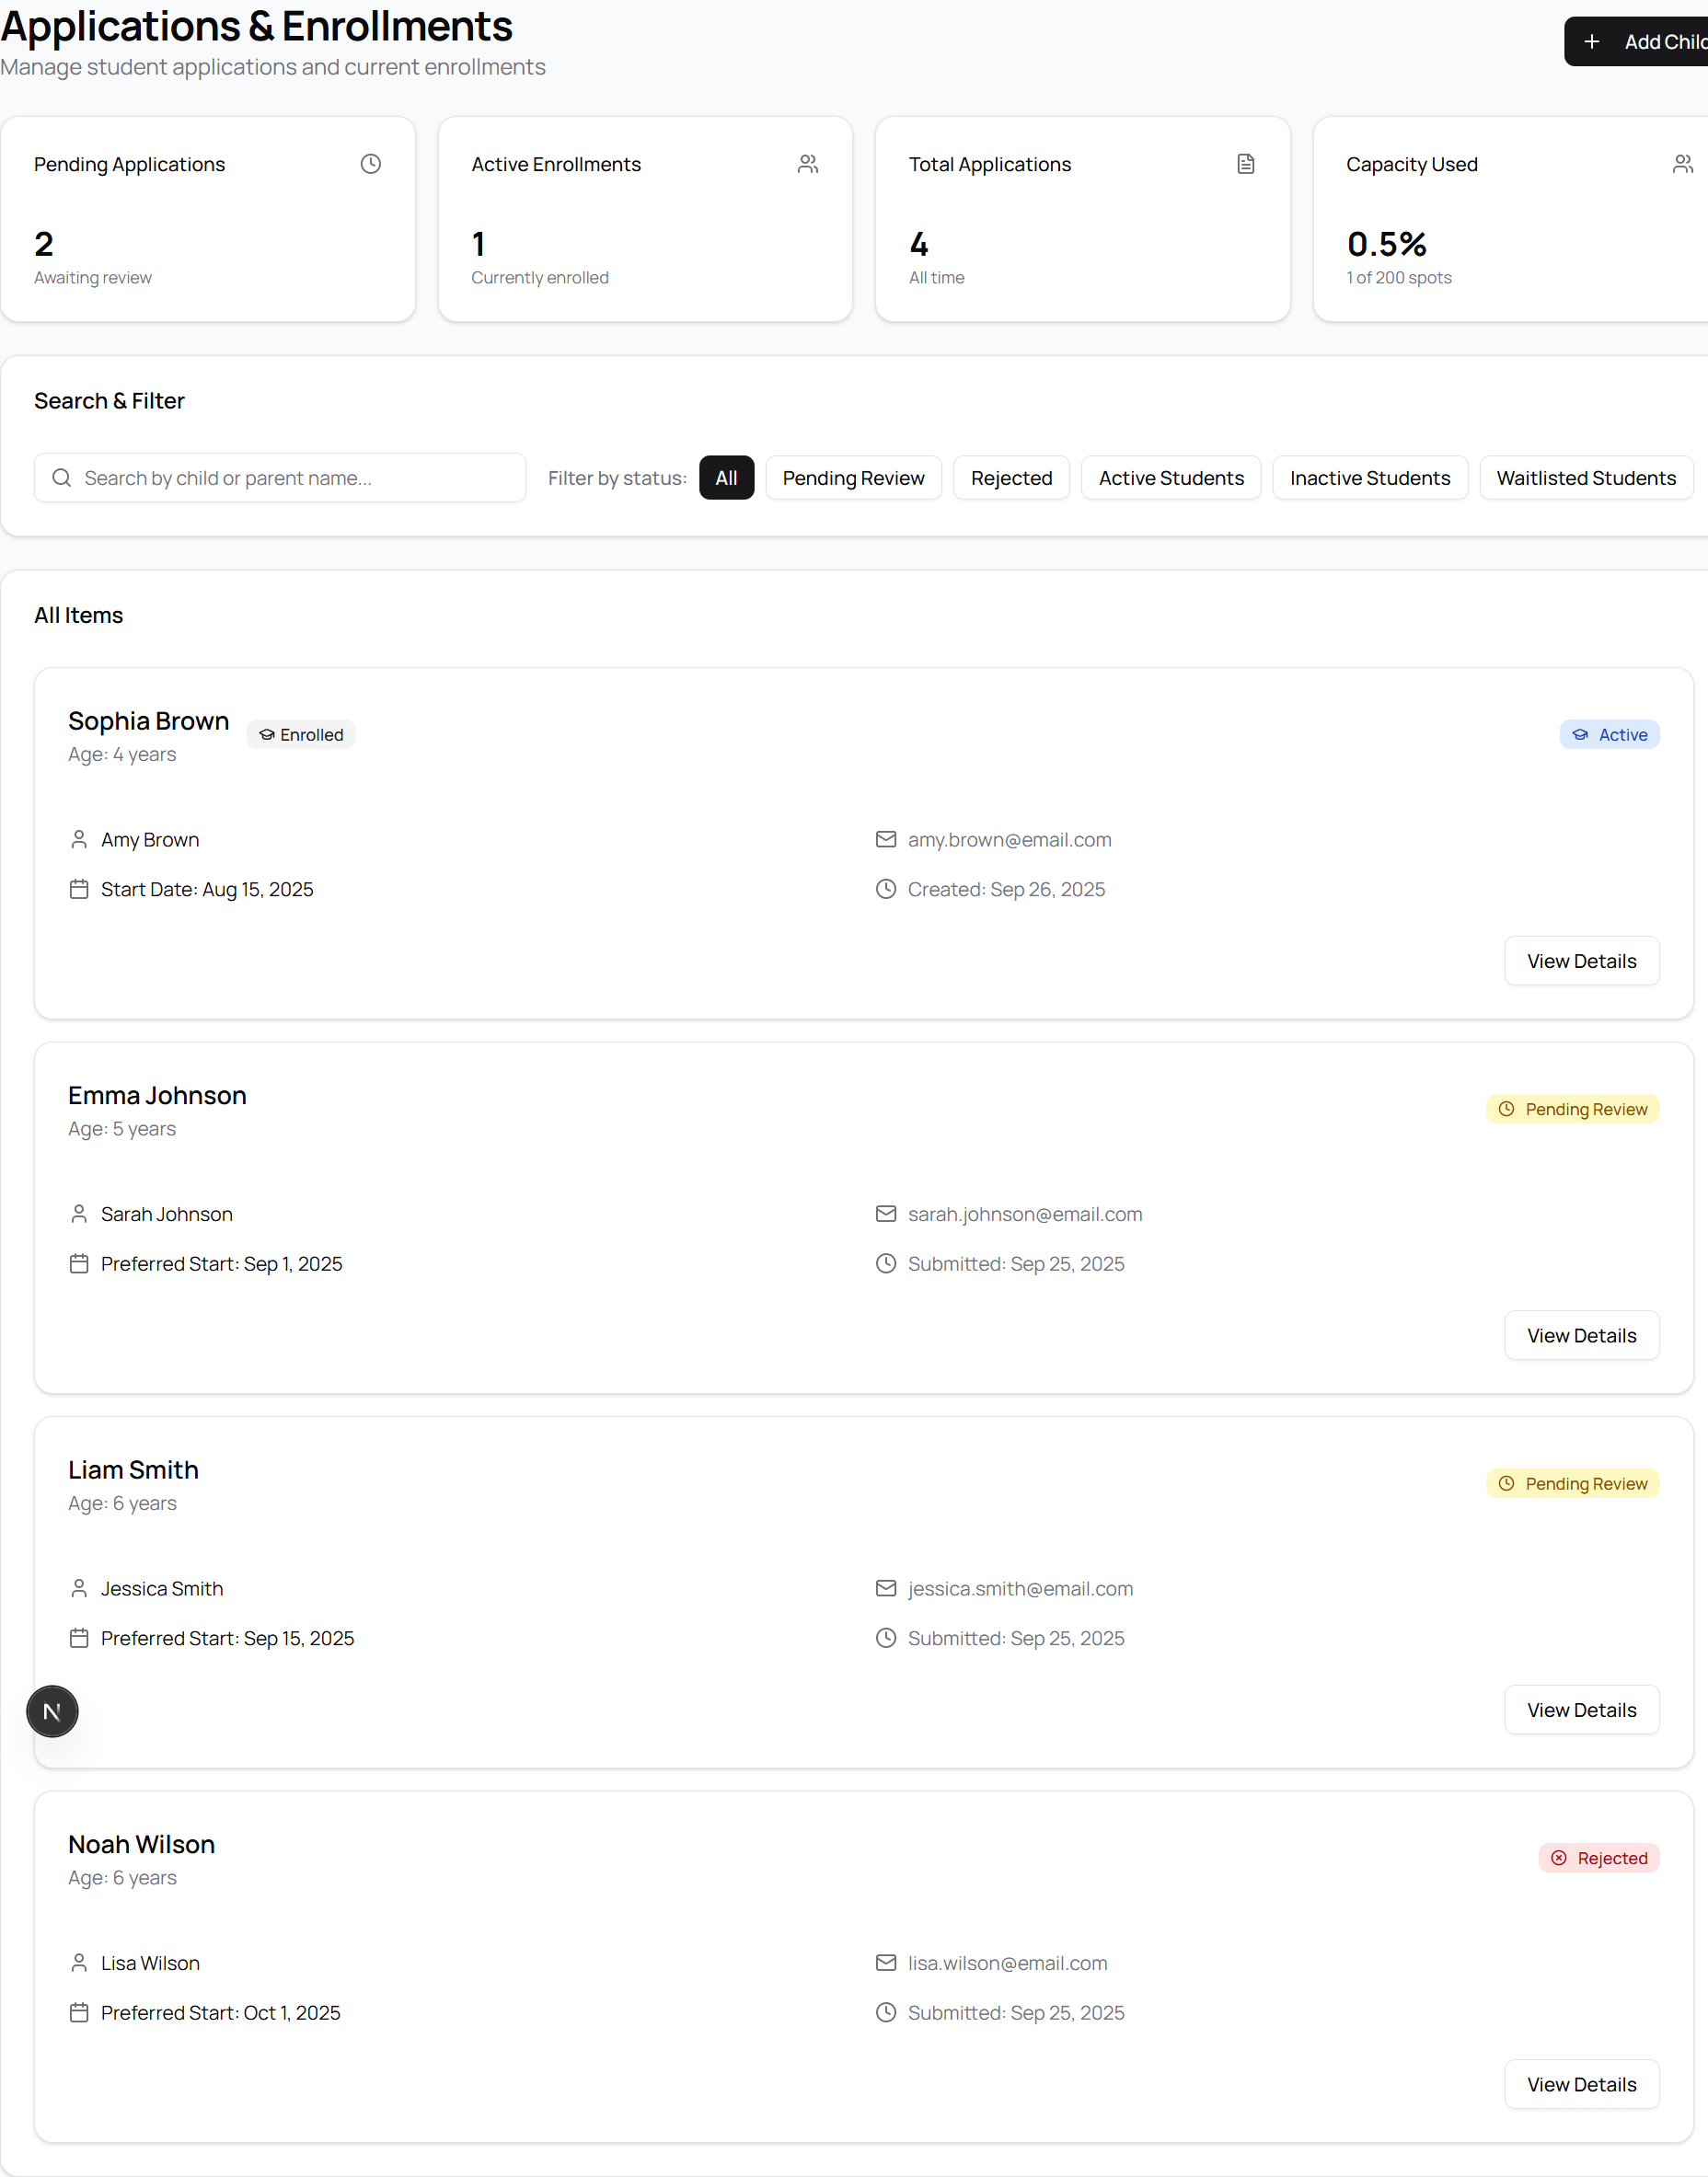 Applications & Enrollments
Manage student applications and current enrollments
Add Child
Pending Applications
2
Awaiting review
Active Enrollments
1
Currently enrolled
Total Applications
4
All time
Capacity Used
0.5%
1 of 200 spots
Search & Filter
Search by child or parent name...
Filter by status: All Pending Review Rejected Active Students Inactive Students Waitlisted Students
All Items
Sophia Brown
Age: 4 years
Enrolled
Active
Amy Brown
amy.brown@email.com
Start Date: Aug 15, 2025
Created: Sep 26, 2025
View Details
Emma Johnson
Age: 5 years
Pending Review
Sarah Johnson
sarah.johnson@email.com
Preferred Start: Sep 1, 2025
Submitted: Sep 25, 2025
View Details
Liam Smith
Age: 6 years
Pending Review
Jessica Smith
jessica.smith@email.com
Preferred Start: Sep 15, 2025
Submitted: Sep 25, 2025
N
View Details
Noah Wilson
Age: 6 years
Rejected
Lisa Wilson
lisa.wilson@email.com
Preferred Start: Oct 1, 2025
Submitted: Sep 25, 2025
View Details